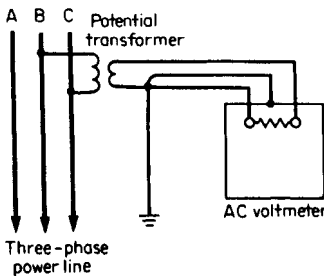 A B C
Potential
transformer
AC voltmeter
Three-phase
power line